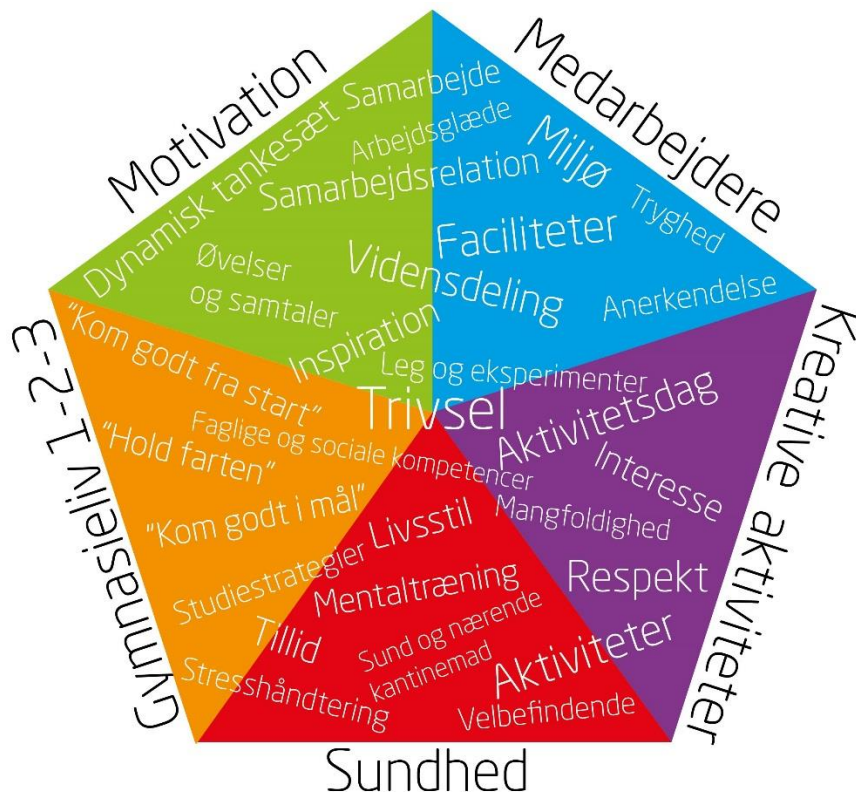 Motivation
Medarbejdere
Kreative aktiviteter
Sundhed
Gymnasieliv 1-2-3
Samarbejde
Arbejdsglæde
Samarbejdsrelation
Dynamisk tankesæt
Øvelser
og samtaler
Vidensdeling
Inspiration
Miljø
Tryghed
Faciliteter
Anerkendelse
Leg og eksperimenter
Trivsel
Aktivitetsdag
Interesse
Mangfoldighed
Respekt
Aktiviteter
"Kom godt fra start"
Faglige og sociale kompetencer
"Hold farten"
"Kom godt i mål"
Studiestrategier
Livsstil
Mentaltræning
Tillid
Sund og nærende
kantinemad
Stresshåndtering
Velbefindende